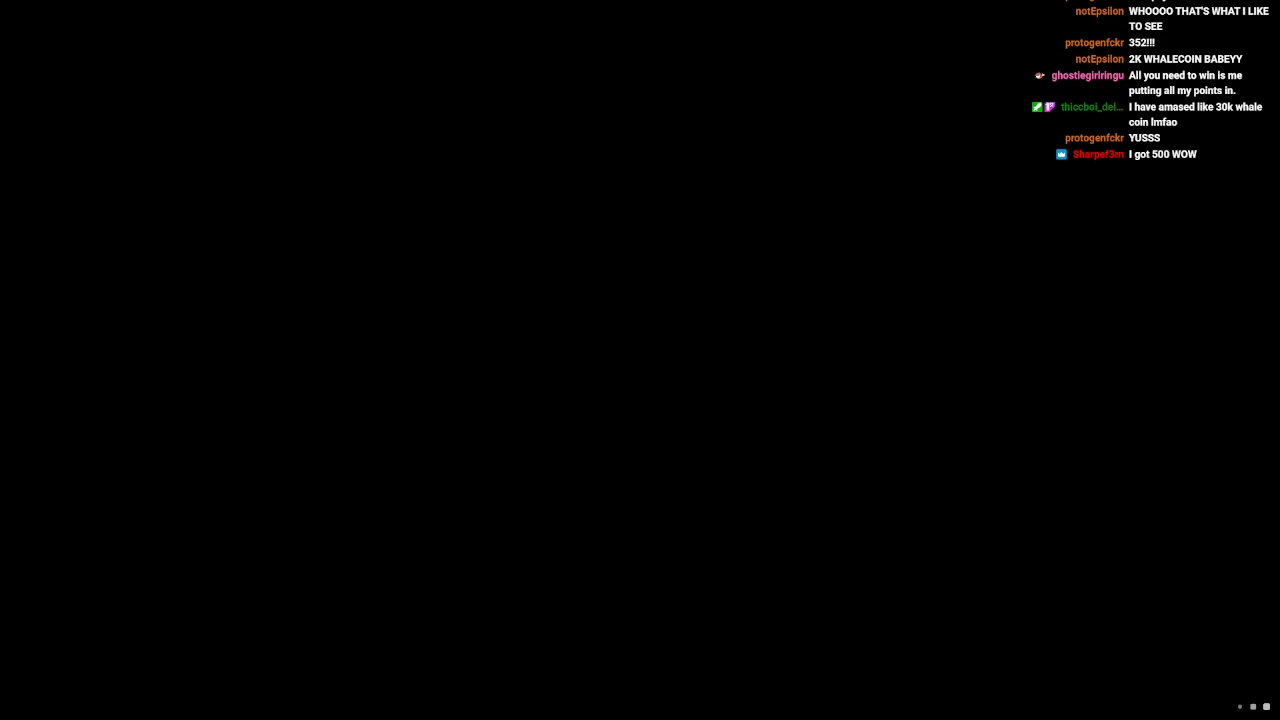 notEpsilon WHOOOO THAT'S WHAT I LIKE
TO SEE
protogenfckr 352!!!
notEpsilon 2K WHALECOIN BABEYY
ghostiegirlringu All you need to win is me
putting all my points in.
thiccboi_del... I have amased like 30k whale
coin lmfao
protogenfckr YUSSS
Sharpef3rn I got 500 WOW